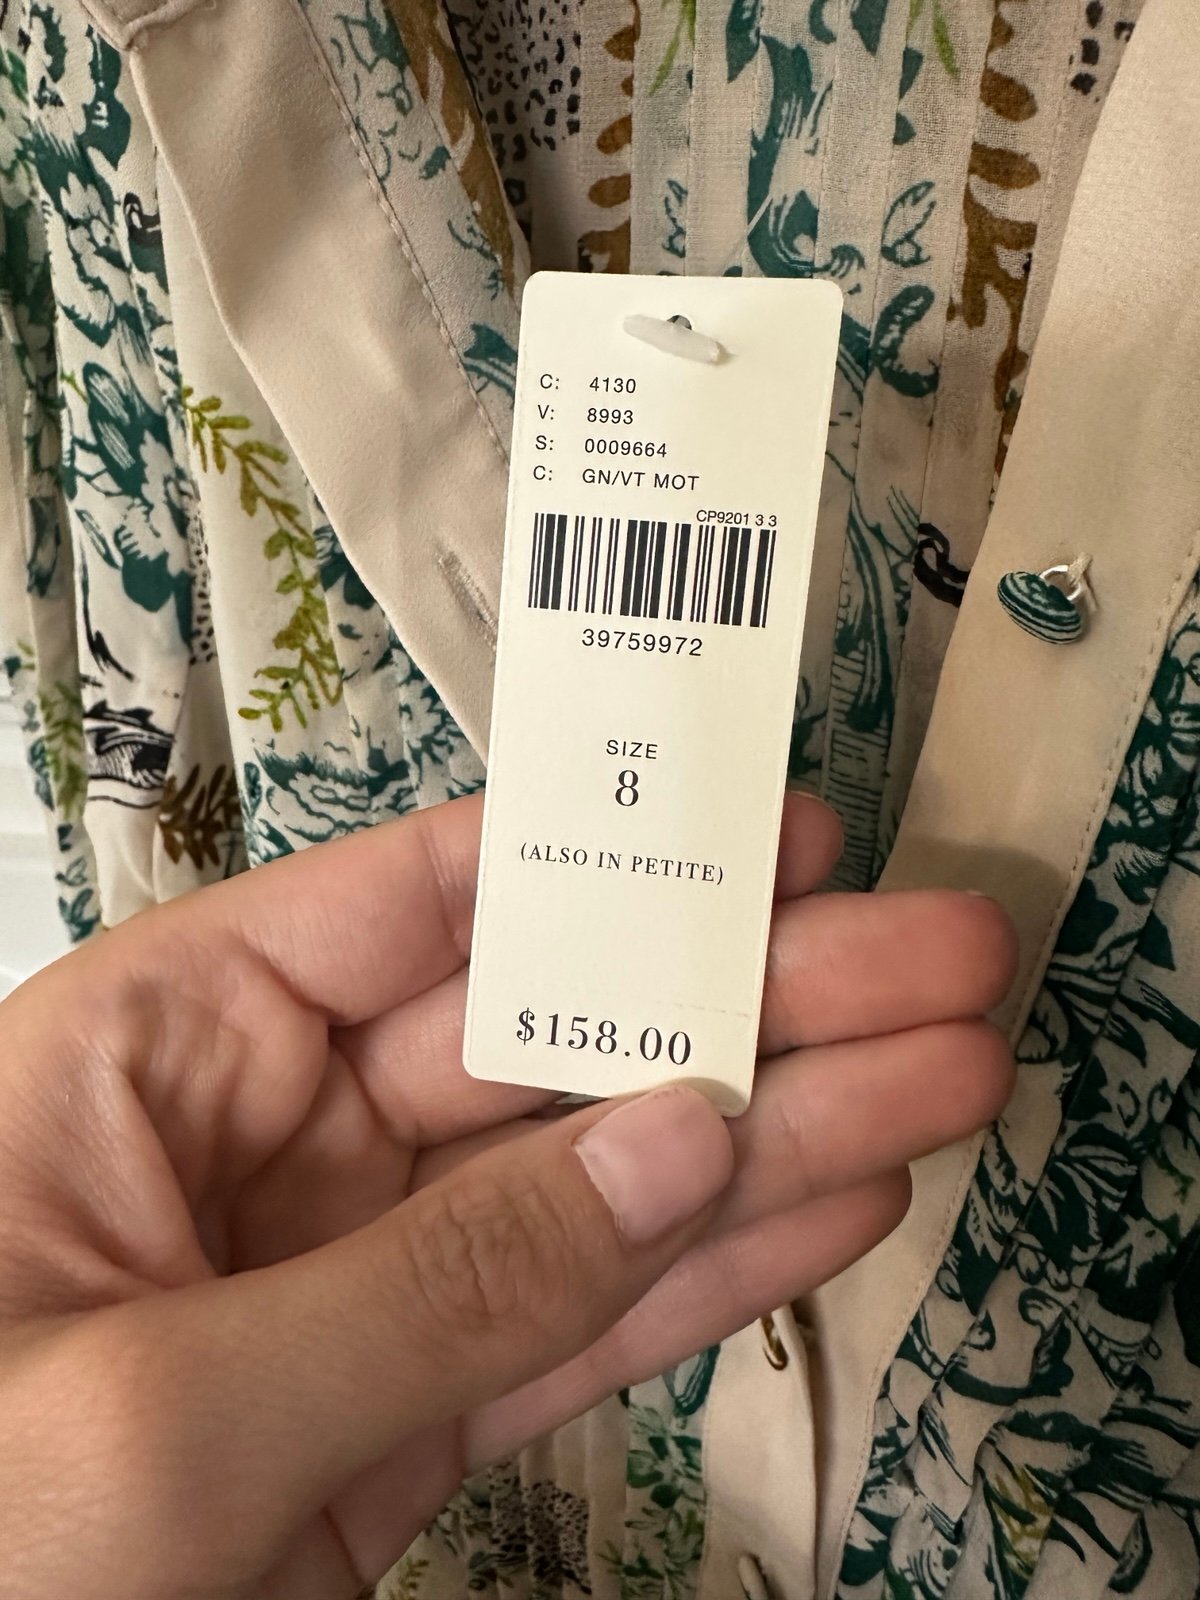 C: 4130
V: 8993
S: 0009664
C: GN/VT MOT
CP9201 3 3
39759972
SIZE
8
(ALSO IN PETITE)
$158.00